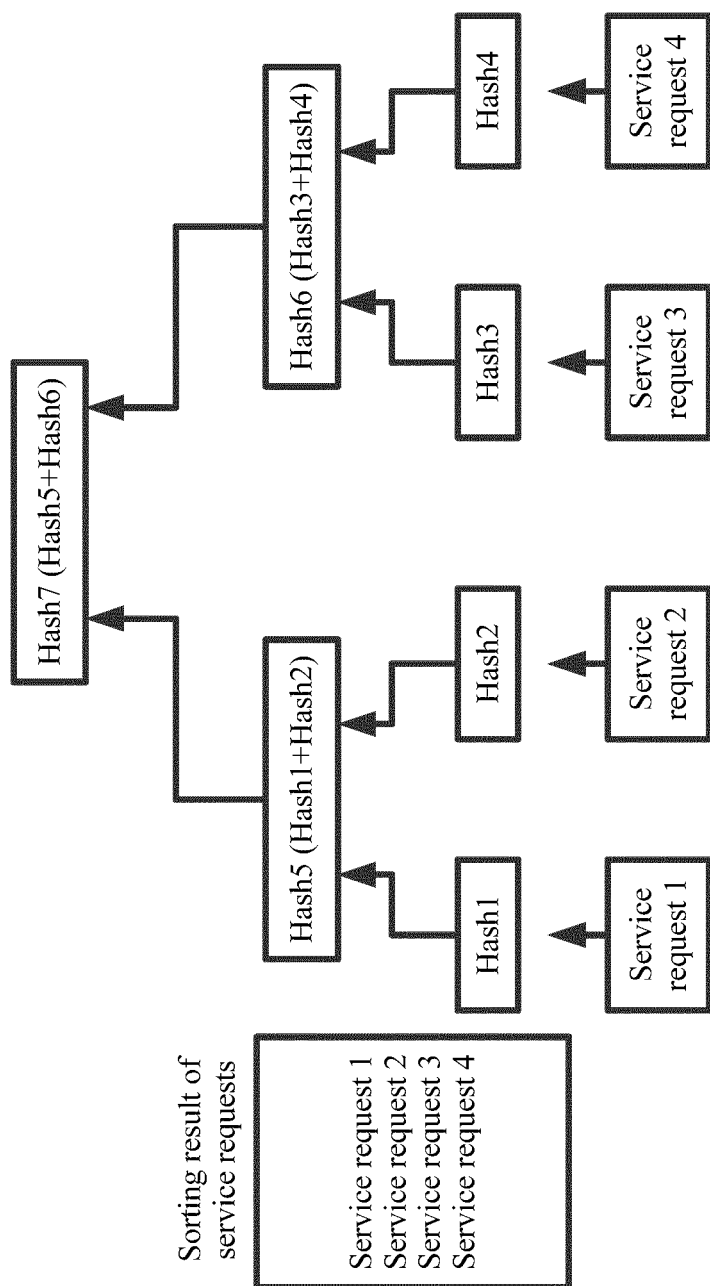 Sorting result of
service requests
Service request 1
Service request 2
Service request 3
Service request 4
Hash7 (Hash5+Hash6)
Hash5 (Hash1+Hash2)
Hash6 (Hash3+Hash4)
Hash1
Hash2
Hash3
Hash4
Service
request 1
Service
request 2
Service
request 3
Service
request 4